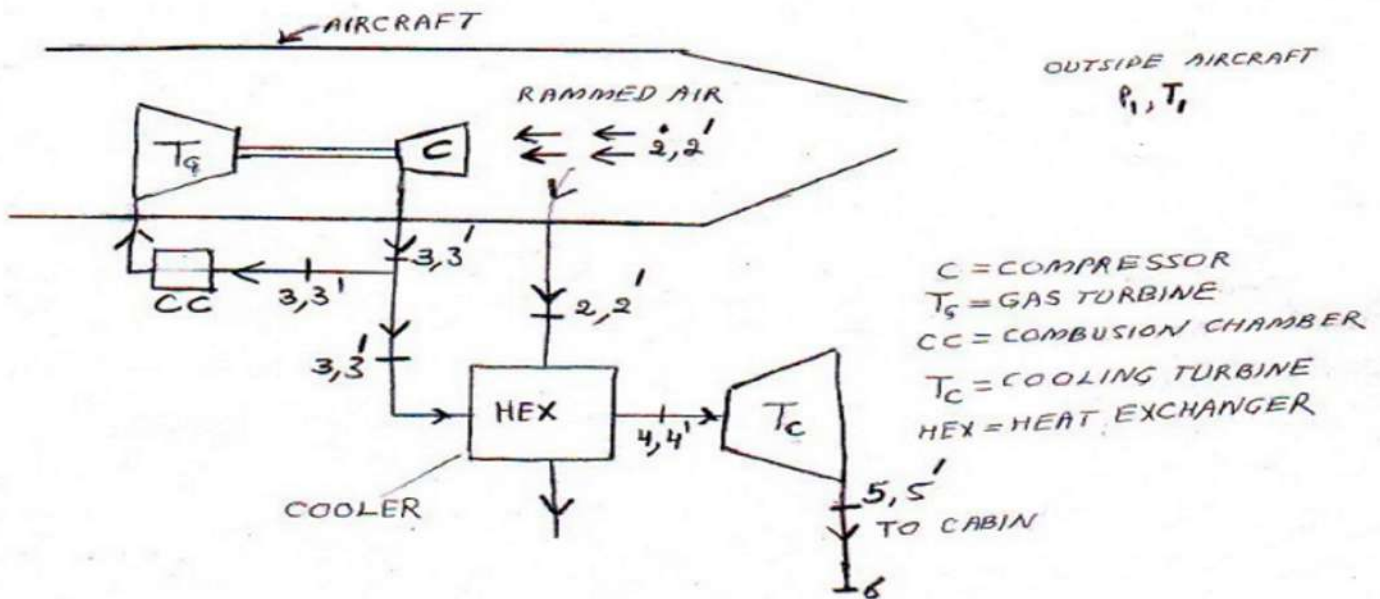 AIRCRAFT
OUTSIDE AIRCRAFT
P1, T1
RAMMED AIR
TG
C
2,2'
3,3'
CC
3,3'
2,2'
3,3'
HEX
4,4'
TC
COOLER
5,5'
TO CABIN
6
C = COMPRESSOR
TG = GAS TURBINE
CC = COMBUSION CHAMBER
TC = COOLING TURBINE
HEX = HEAT EXCHANGER